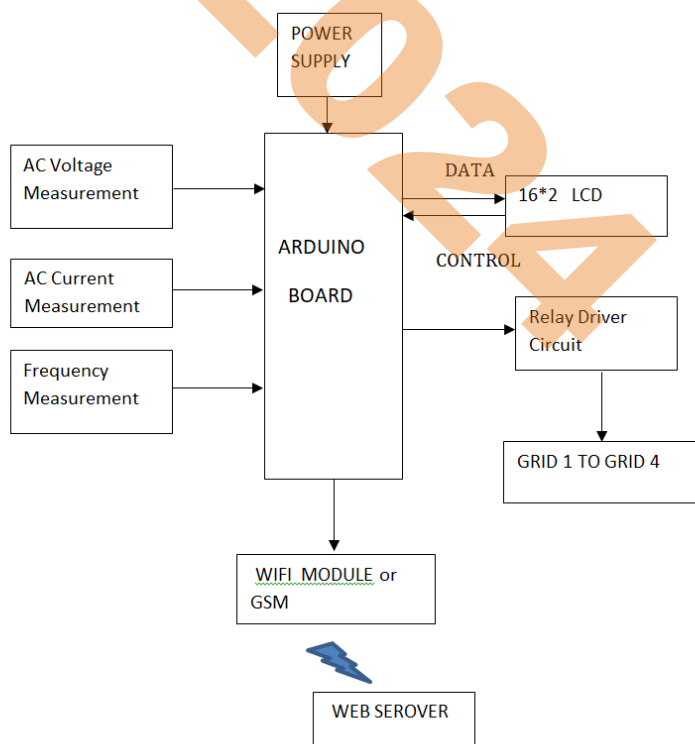 POWER
SUPPLY
AC Voltage
Measurement
DATA
16*2 LCD
ARDUINO
BOARD
CONTROL
AC Current
Measurement
Relay Driver
Circuit
Frequency
Measurement
GRID 1 TO GRID 4
WIFI MODULE or
GSM
WEB SEROVER
2024